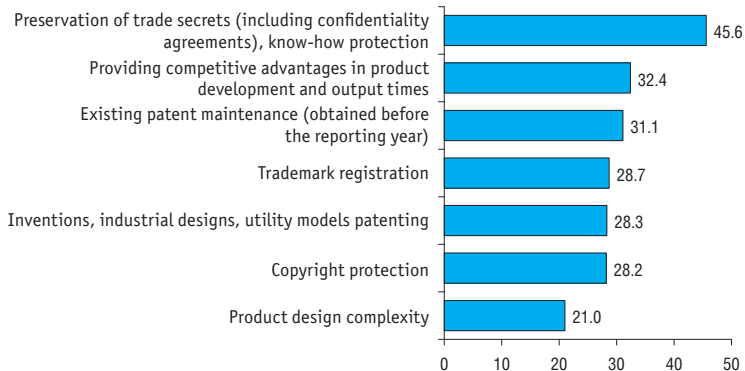 Preservation of trade secrets (including confidentiality
agreements), know-how protection
45.6
Providing competitive advantages in product
development and output times
32.4
Existing patent maintenance (obtained before
the reporting year)
31.1
Trademark registration
28.7
Inventions, industrial designs, utility models patenting
28.3
Copyright protection
28.2
Product design complexity
21.0
0 10 20 30 40 50